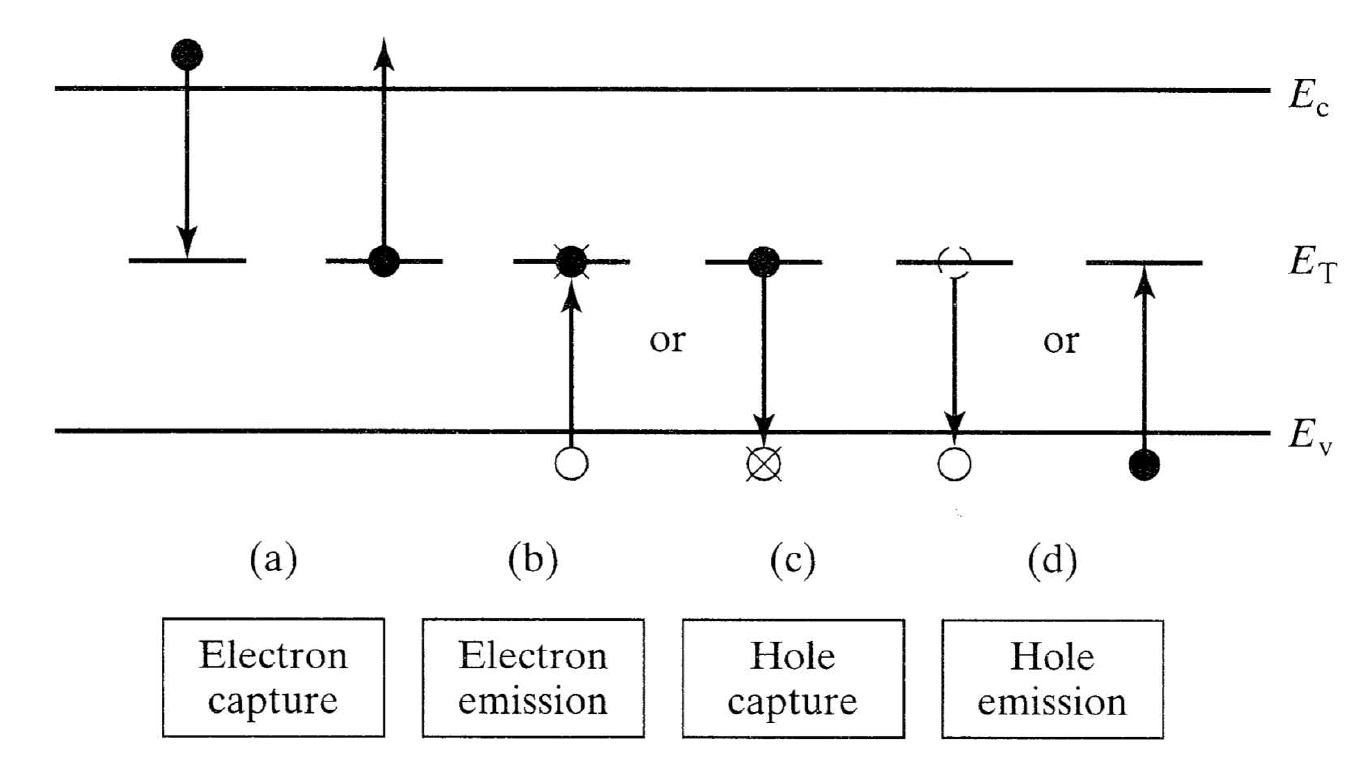 E_c
E_T
or or
E_v
(a) (b) (c) (d)
Electron capture
Electron emission
Hole capture
Hole emission